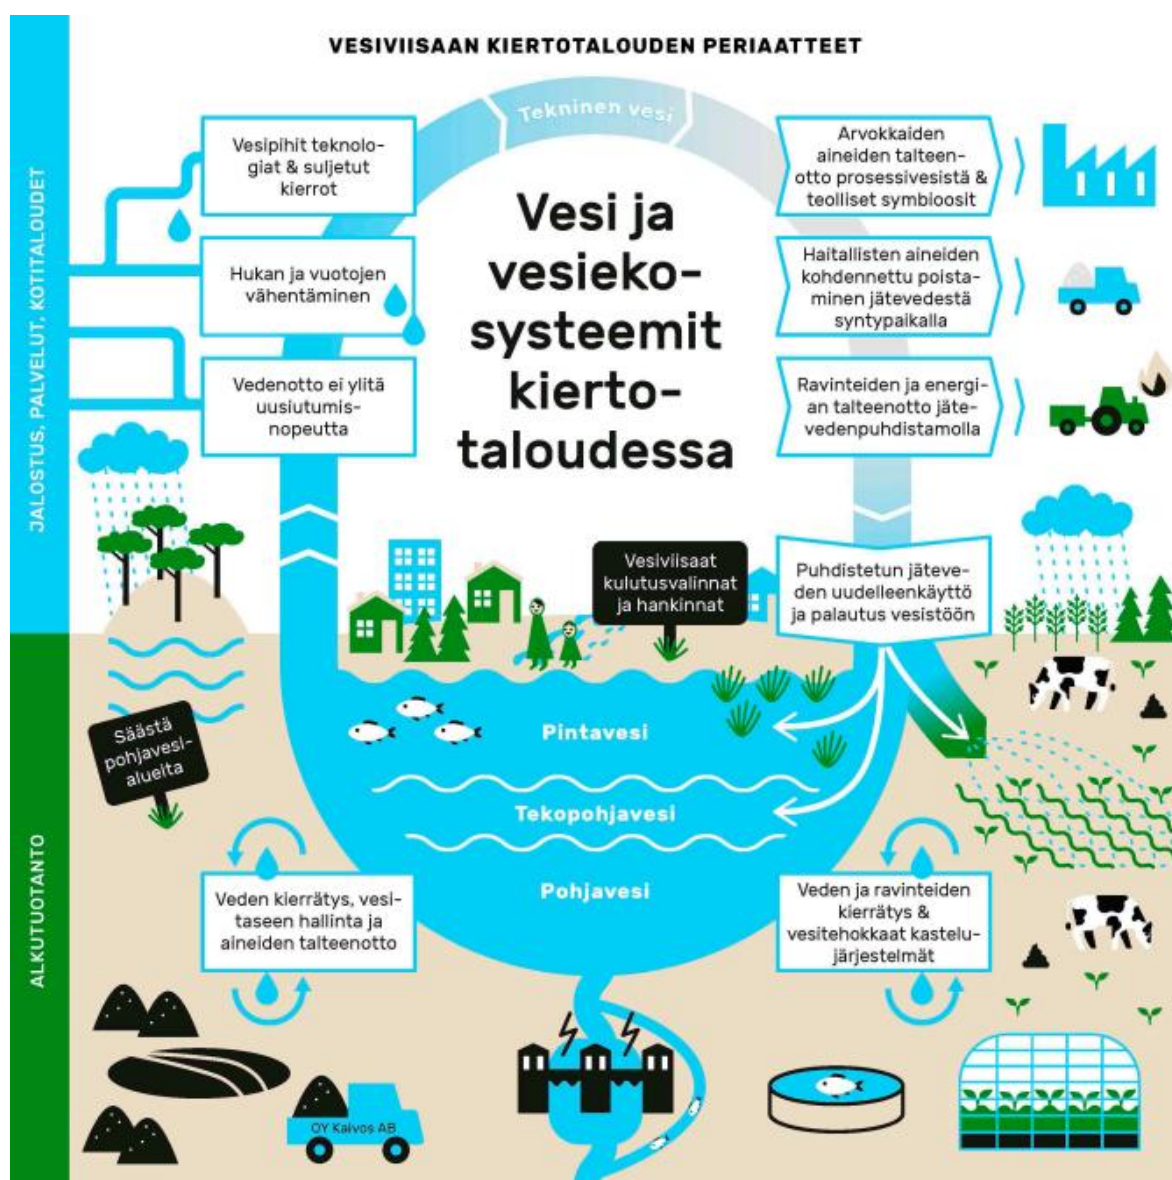 VESIVIISAAN KIERTOTALOUDEN PERIAATTEET
Tekninen vesi
Vesi ja
vesieko-
systeemit
kierto-
taloudessa
JALOSTUS, PALVELUT, KOTITALOUDET
Vesipihit teknolo-
giat & suljetut
kierrot
Hukan ja vuotojen
vähentäminen
Vedenotto ei ylitä
uusiutumis-
nopeutta
Arvokkaiden
aineiden talteen-
otto prosessivesistä &
teolliset symbioosit
Haitallisten aineiden
kohdennettu poista-
minen jätevedestä
syntypaikalla
Ravinteiden ja energi-
an talteenotto jäte-
vedenpuhdistamolla
Vesiviisaat
kulutusvalinnat
ja hankinnat
Puhdistetun jäteve-
den uudelleenkäyttö
ja palautus vesistöön
ALKUTUOTANTO
Säästä
pohjavesi-
alueita
Pintavesi
Tekopohjavesi
Pohjavesi
Veden kierrätys, vesi-
taseen hallinta ja
aineiden talteenotto
Veden ja ravinteiden
kierrätys &
vesitehokkaat kastelu-
järjestelmät
OY Kaivos AB